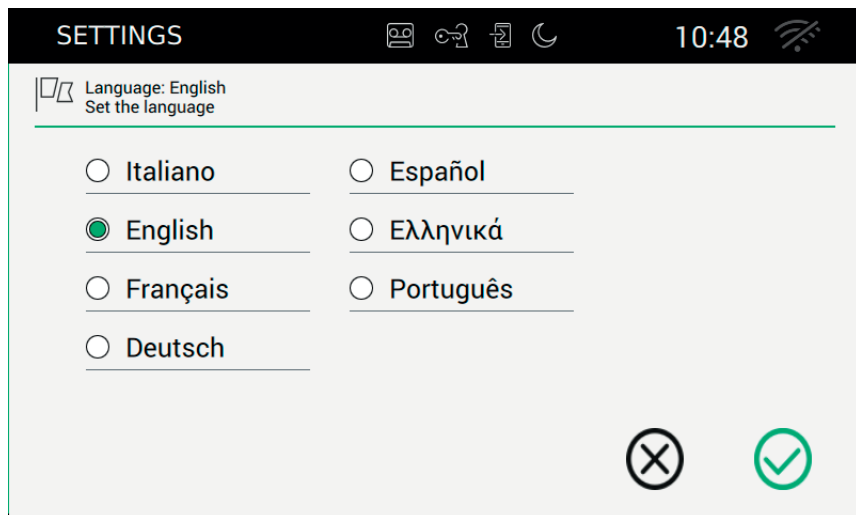 SETTINGS 10:48
Language: English
Set the language
Italiano
English
Français
Deutsch
Español
Ελληνικά
Português